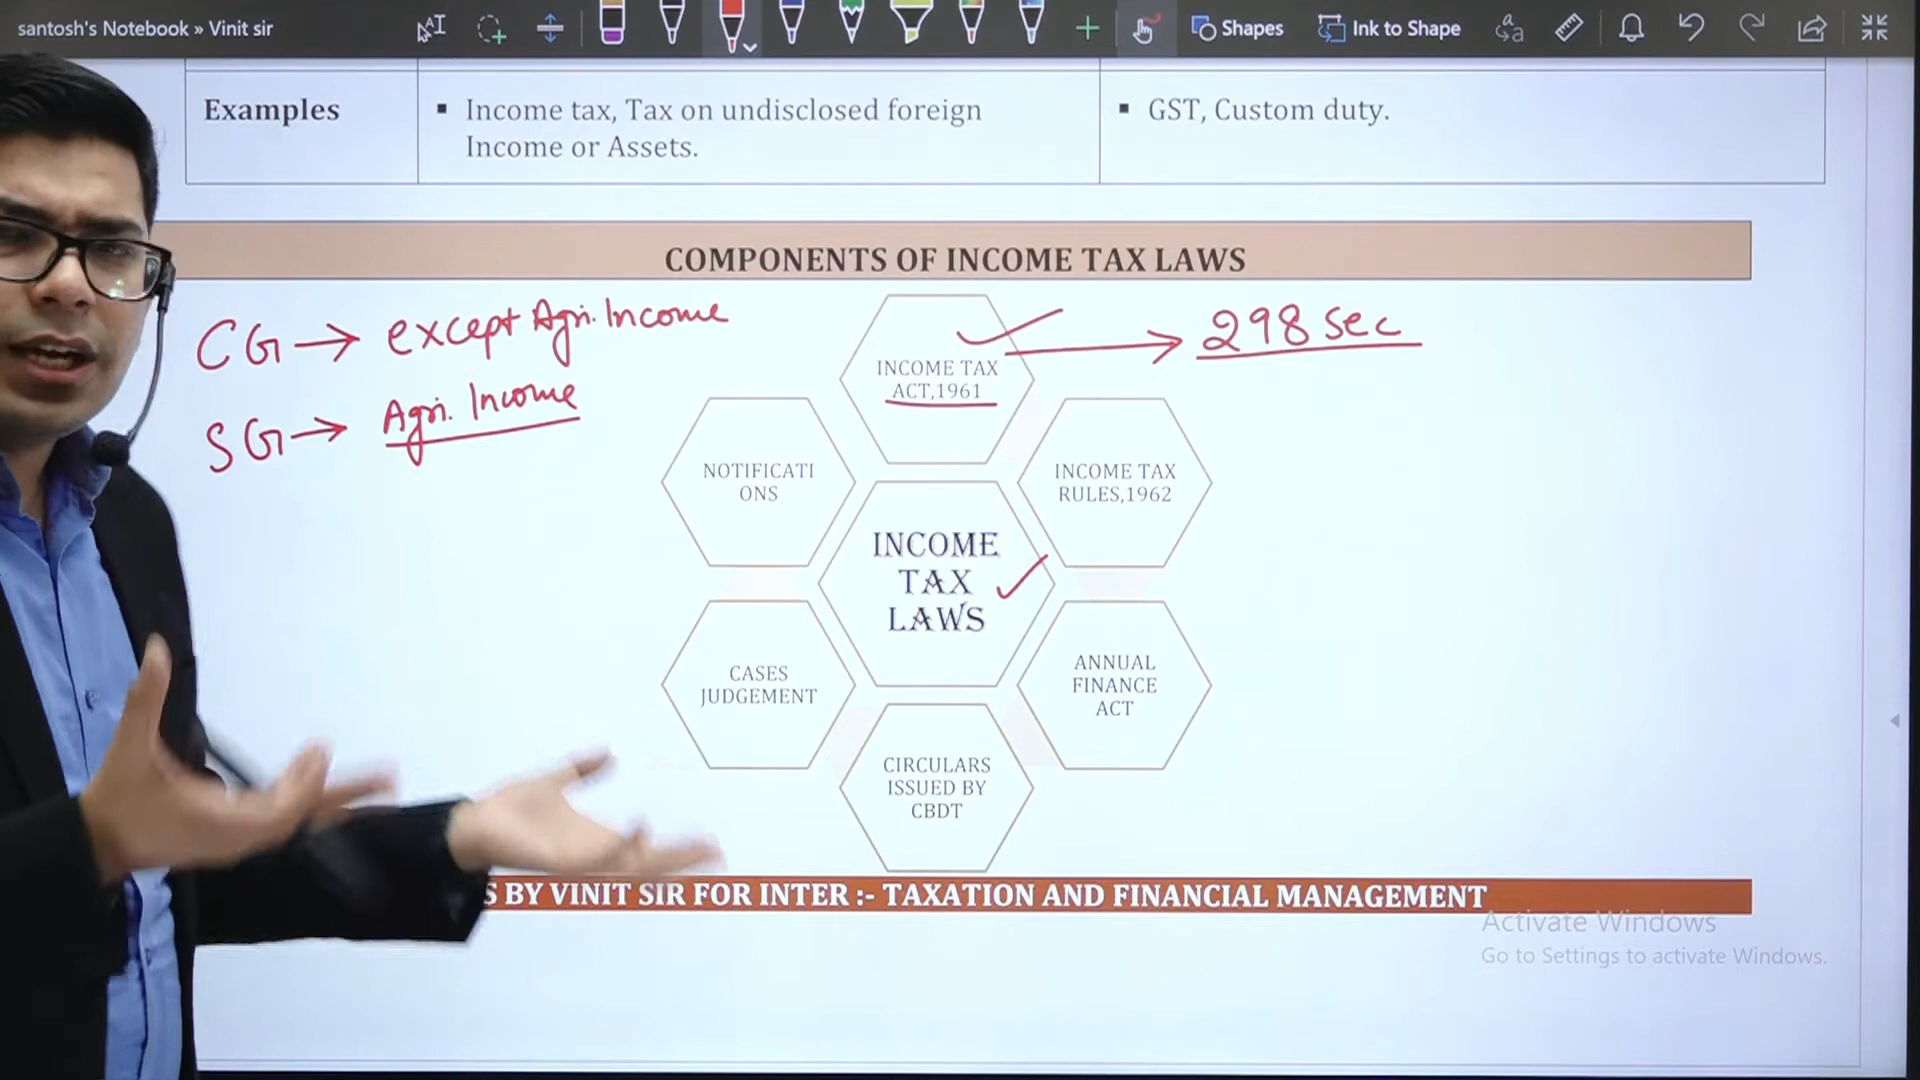 santosh's Notebook » Vinit sir
Shapes
Ink to Shape
Examples
▪ Income tax, Tax on undisclosed foreign
Income or Assets.
▪ GST, Custom duty.
COMPONENTS OF INCOME TAX LAWS
CG → except Agri. Income
SG → Agri. Income
INCOME TAX
ACT,1961
→ 298 sec
NOTIFICATI
ONS
INCOME TAX
RULES,1962
INCOME
TAX
LAWS
CASES
JUDGEMENT
ANNUAL
FINANCE
ACT
CIRCULARS
ISSUED BY
CBDT
S BY VINIT SIR FOR INTER :- TAXATION AND FINANCIAL MANAGEMENT
Activate Windows
Go to Settings to activate Windows.